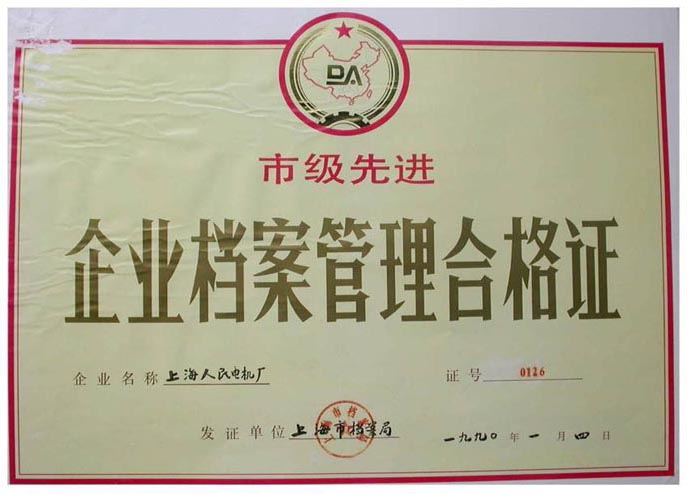 DA
市级先进
企业档案管理合格证
企业名称 上海人民电机厂 证号 0126
发证单位 上海市档案局 一九九〇年一月四日